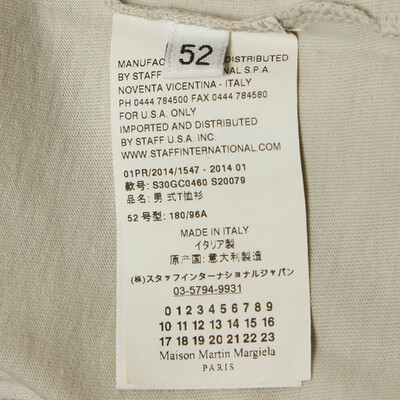 52
MANUFAC DISTRIBUTED
BY STAFF NAL S.P.A.
NOVENTA VICENTINA - ITALY
PH 0444 784500 FAX 0444 784580
FOR U.S.A. ONLY
IMPORTED AND DISTRIBUTED
BY STAFF U.S.A. INC.
WWW.STAFFINTERNATIONAL.COM
01PR/2014/1547 - 2014 01
款号: S30GC0460 S20079
品名: 男 式T恤衫
52 号型: 180/96A
MADE IN ITALY
イタリア製
原产国: 意大利製造
(株)スタッフインターナショナルジャパン
03-5794-9931
0 1 2 3 4 5 6 7 8 9
10 11 12 13 14 15 16
17 18 19 20 21 22 23
Maison Martin Margiela
PARIS